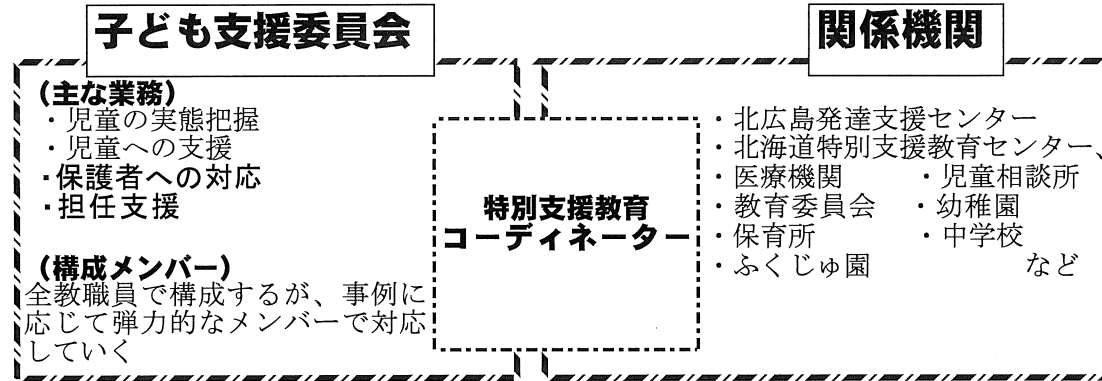 子ども支援委員会
(主な業務)
・児童の実態把握
・児童への支援
・保護者への対応
・担任支援
(構成メンバー)
全教職員で構成するが、事例に
応じて弾力的なメンバーで対応
していく
特別支援教育
コーディネーター
関係機関
・北広島発達支援センター
・北海道特別支援教育センター、
・医療機関 ・児童相談所
・教育委員会 ・幼稚園
・保育所 ・中学校
・ふくじゅ園 など